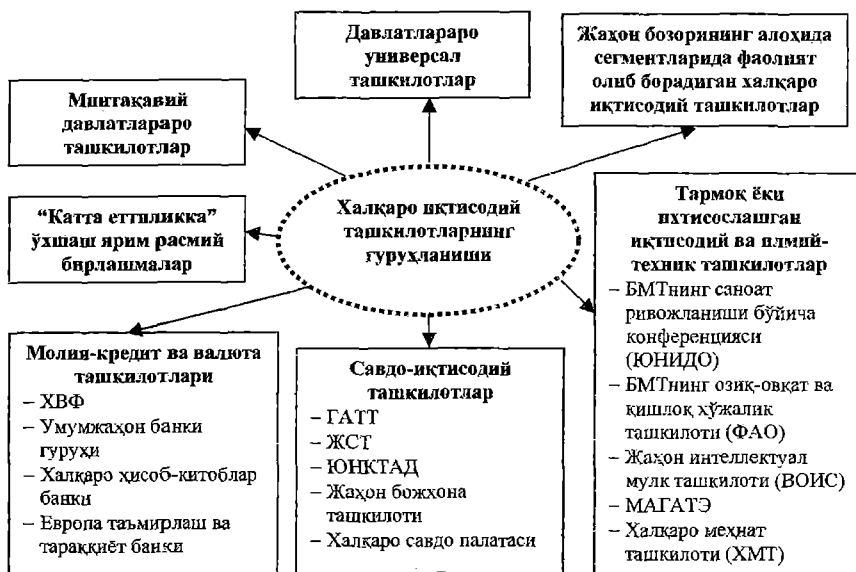 Давлатлараро
универсал
ташкилотлар
Жаҳон бозорининг алоҳида
сегментларида фаолият
олиб борадиган халқаро
иқтисодий ташкилотлар
Минтақавий
давлатлараро
ташкилотлар
“Катта еттиликка”
ўхшаш ярим расмий
бирлашмалар
Халқаро иқтисодий
ташкилотларнинг
гуруҳланиши
Тармоқ ёки
ихтисослашган
иқтисодий ва илмий-
техник ташкилотлар
– БМТнинг саноат
ривожланиши бўйича
конференцияси
(ЮНИДО)
– БМТнинг озиқ-овқат ва
қишлоқ хўжалик
ташкилоти (ФАО)
– Жаҳон интеллектуал
мулк ташкилоти (ВОИС)
– МАГАТЭ
– Халқаро меҳнат
ташкилоти (ХМТ)
Молия-кредит ва валюта
ташкилотлари
– ХВФ
– Умумжаҳон банки
гуруҳи
– Халқаро ҳисоб-китоблар
банки
– Европа таъмирлаш ва
тараққиёт банки
Савдо-иқтисодий
ташкилотлар
– ГАТТ
– ЖСТ
– ЮНКТАД
– Жаҳон божхона
ташкилоти
– Халқаро савдо палатаси